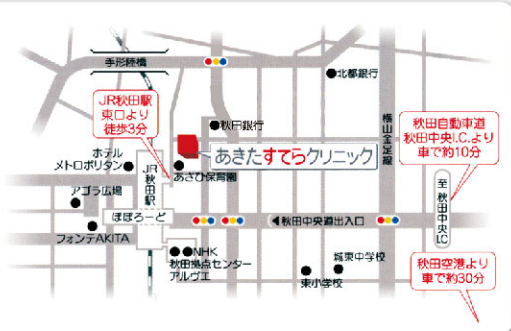 手形陸橋
北都銀行
JR秋田駅
東口より
徒歩3分
秋田銀行
横山金足線
秋田自動車道
秋田中央I.C.より
車で約10分
あきたすてらクリニック
ホテル
メトロポリタン
JR秋田駅
あさひ保育園
アゴラ広場
ぽぽろーど
至秋田中央IC
秋田中央道出入口
フォンテAKITA
NHK
秋田拠点センター
アルヴェ
城東中学校
東小学校
秋田空港より
車で約30分